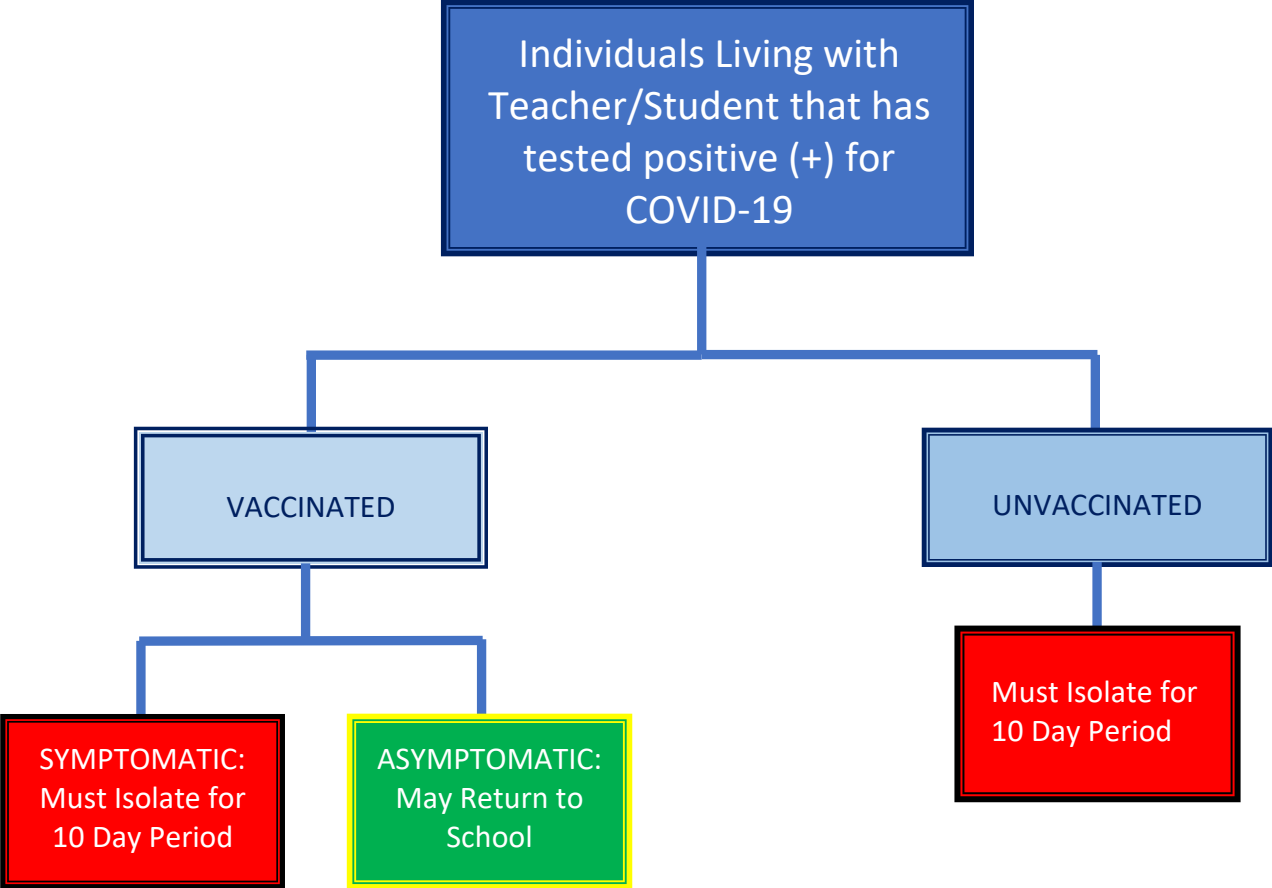 Individuals Living with
Teacher/Student that has
tested positive (+) for
COVID-19
VACCINATED
UNVACCINATED
SYMPTOMATIC:
Must Isolate for
10 Day Period
ASYMPTOMATIC:
May Return to
School
Must Isolate for
10 Day Period